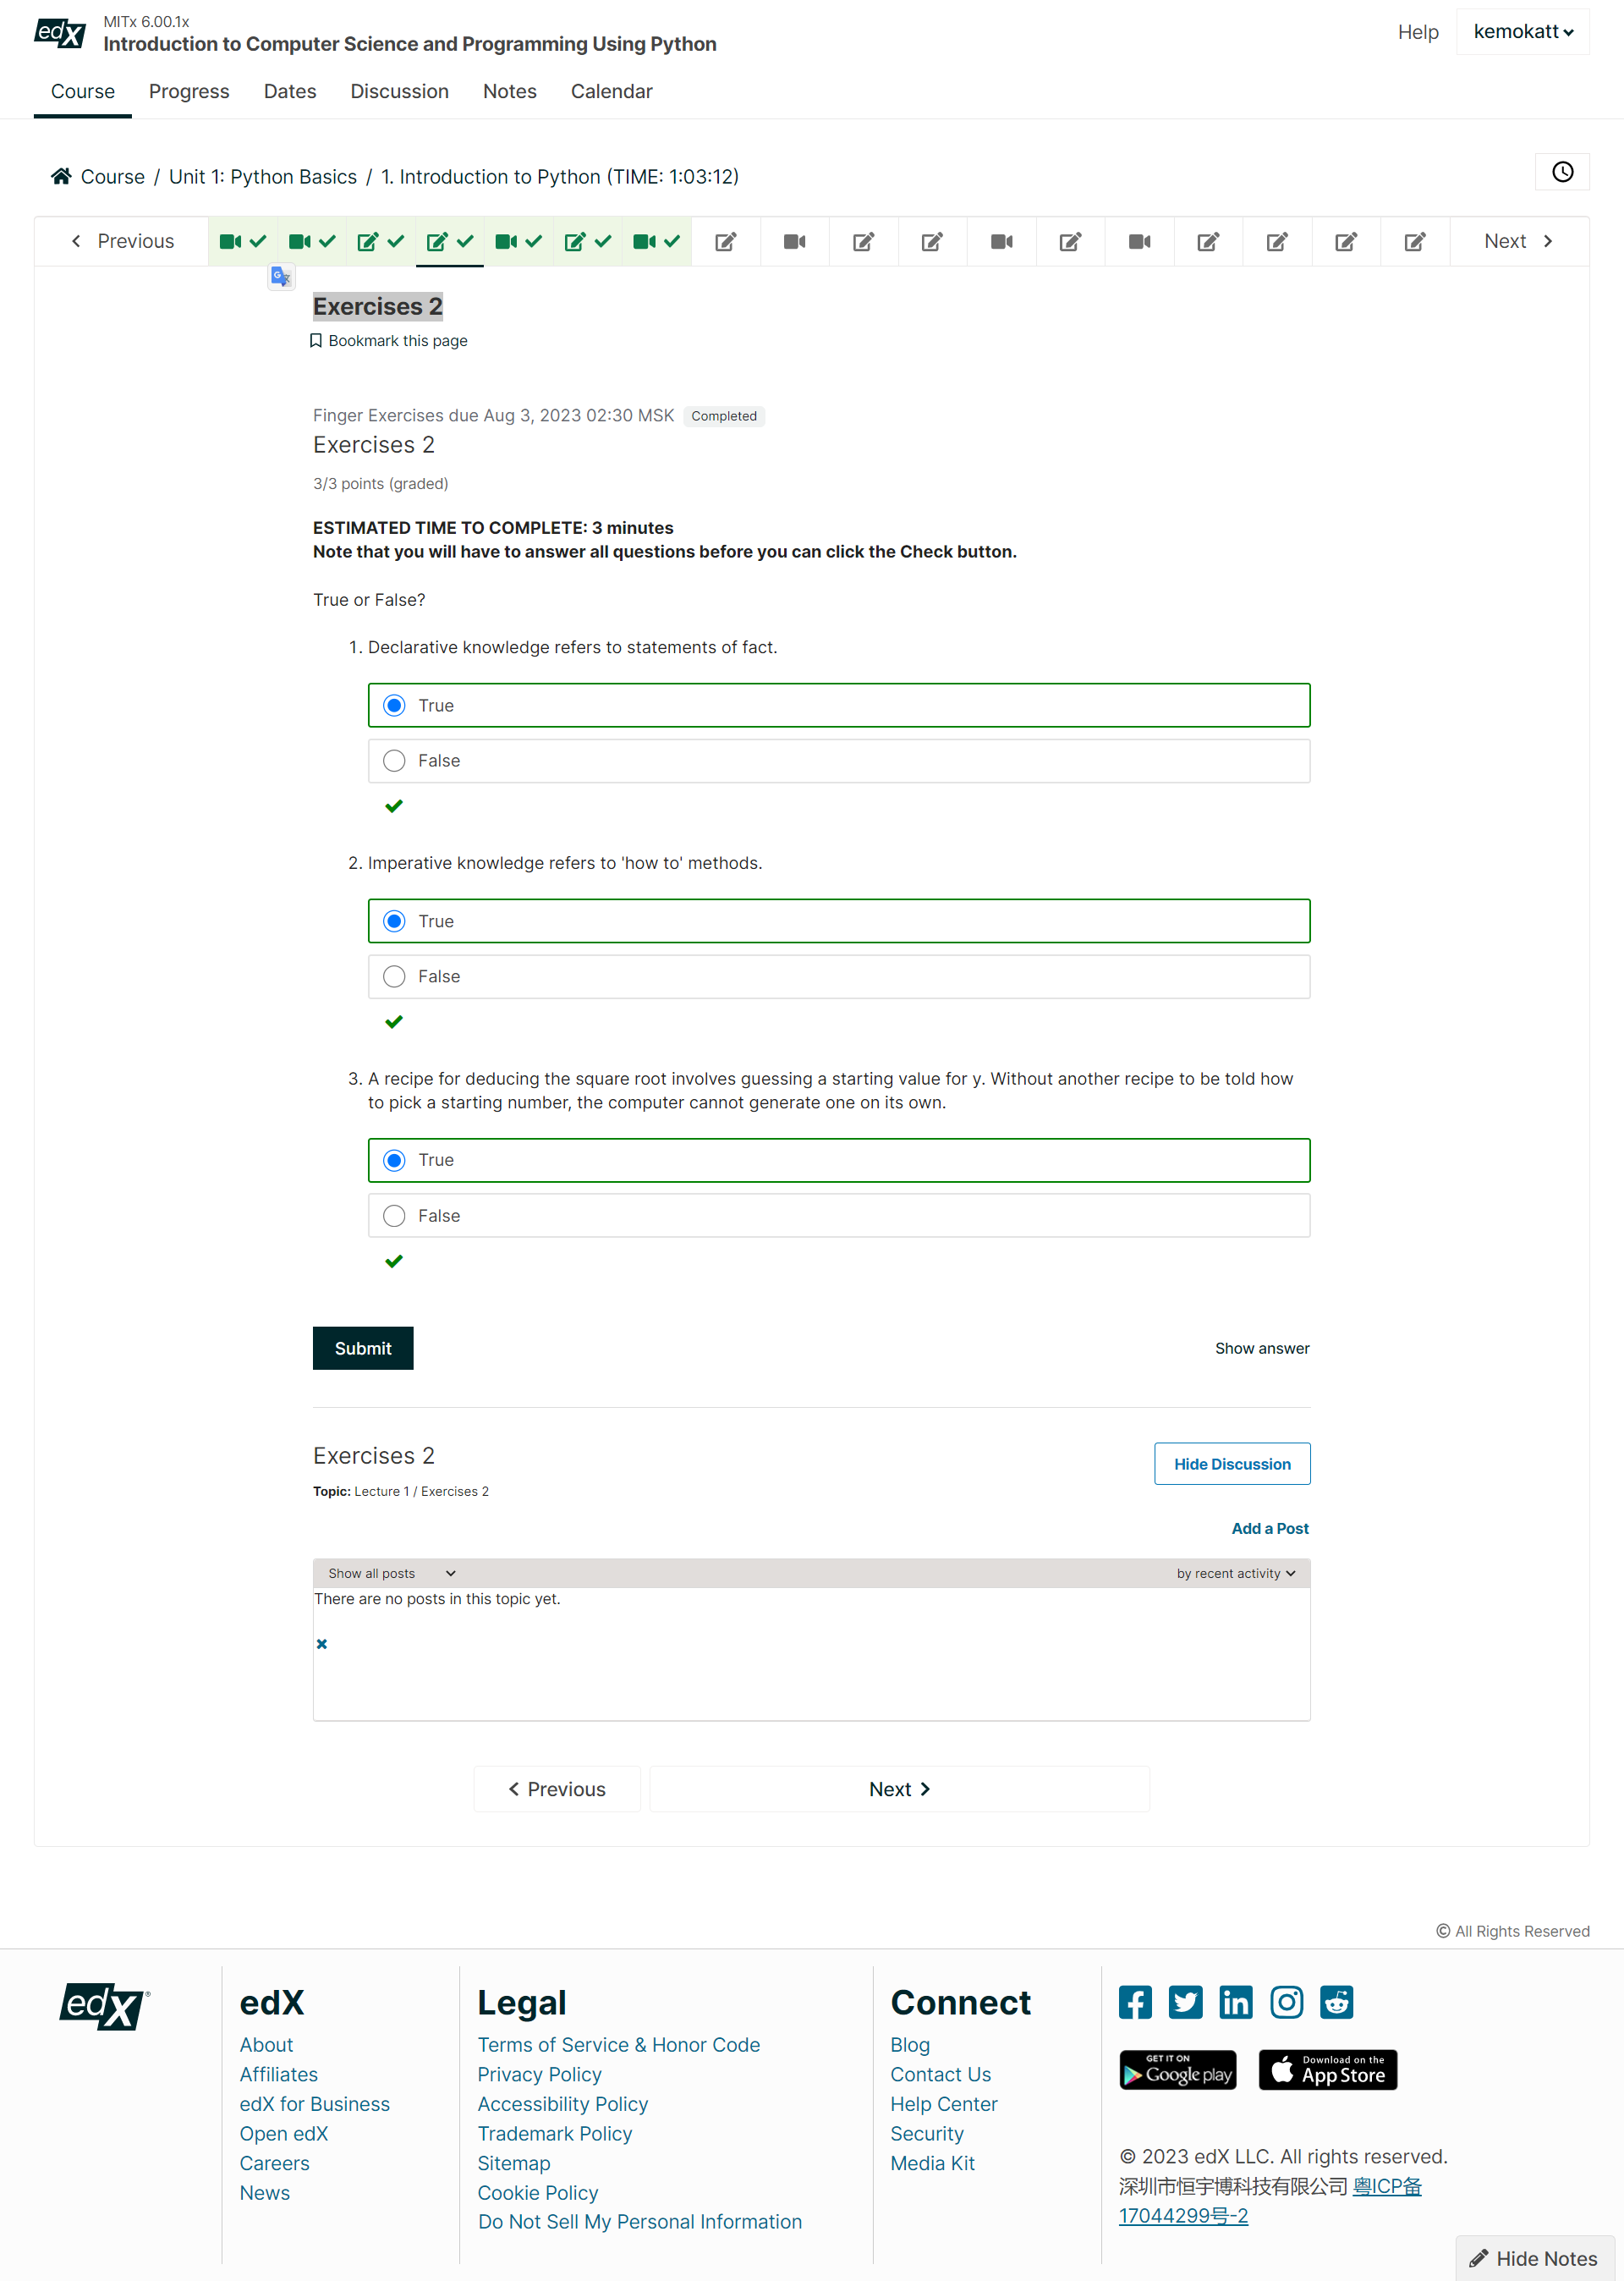 edX
MITx 6.00.1x
Introduction to Computer Science and Programming Using Python
Help
kemokatt
Course
Progress
Dates
Discussion
Notes
Calendar
Course / Unit 1: Python Basics / 1. Introduction to Python (TIME: 1:03:12)
Previous
Next
Exercises 2
Bookmark this page
Finger Exercises due Aug 3, 2023 02:30 MSK Completed
Exercises 2
3/3 points (graded)
ESTIMATED TIME TO COMPLETE: 3 minutes
Note that you will have to answer all questions before you can click the Check button.
True or False?
1. Declarative knowledge refers to statements of fact.
True
False
2. Imperative knowledge refers to 'how to' methods.
True
False
3. A recipe for deducing the square root involves guessing a starting value for y. Without another recipe to be told how
to pick a starting number, the computer cannot generate one on its own.
True
False
Submit
Show answer
Exercises 2
Hide Discussion
Topic: Lecture 1 / Exercises 2
Add a Post
Show all posts
by recent activity
There are no posts in this topic yet.
Previous
Next
© All Rights Reserved
edX
edX
About
Affiliates
edX for Business
Open edX
Careers
News
Legal
Terms of Service & Honor Code
Privacy Policy
Accessibility Policy
Trademark Policy
Sitemap
Cookie Policy
Do Not Sell My Personal Information
Connect
Blog
Contact Us
Help Center
Security
Media Kit
GET IT ON
Google play
Download on the
App Store
© 2023 edX LLC. All rights reserved.
深圳市恒宇博科技有限公司 粤ICP备
17044299号-2
Hide Notes